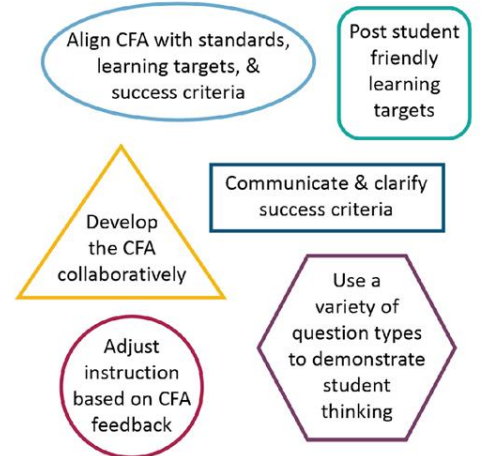 Align CFA with standards,
learning targets, &
success criteria
Post student
friendly
learning
targets
Communicate & clarify
success criteria
Develop
the CFA
collaboratively
Use a
variety of
question types
to demonstrate
student
thinking
Adjust
instruction
based on CFA
feedback